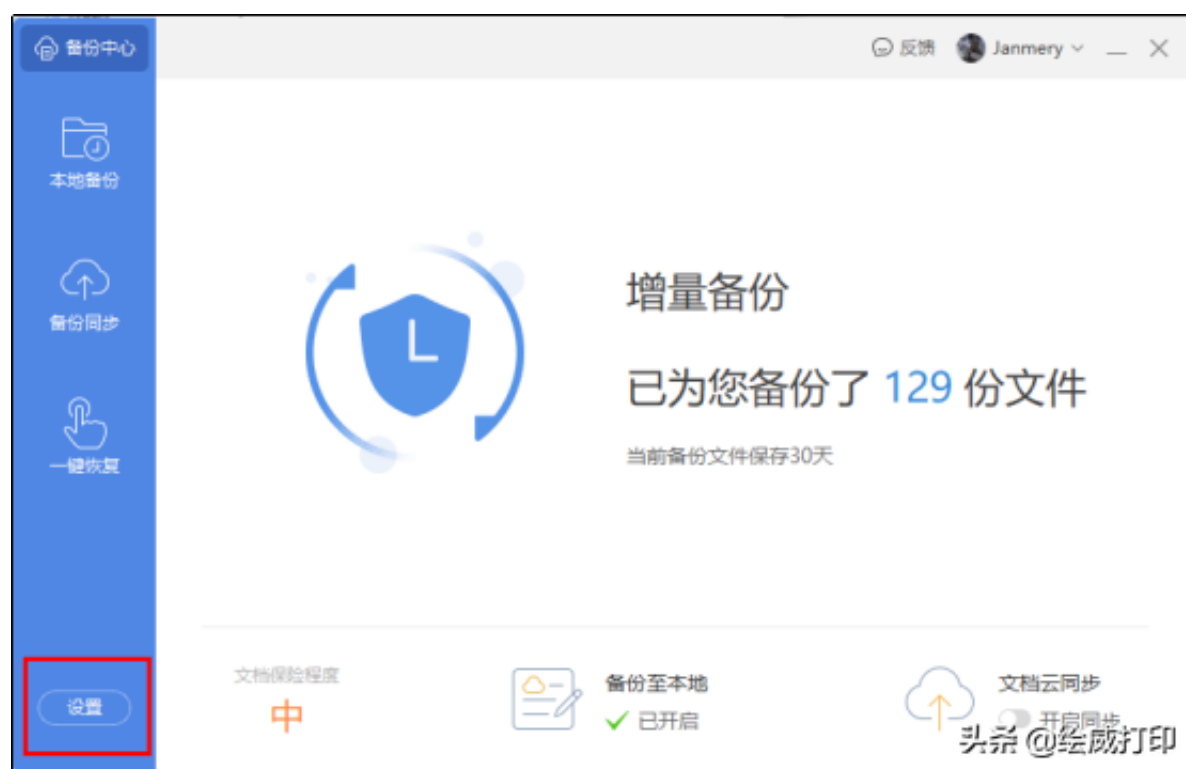 备份中心
反馈
Janmery
本地备份
备份同步
一键恢复
设置
增量备份
已为您备份了 129 份文件
当前备份文件保存30天
文档保险程度
中
备份至本地
已开启
文档云同步
开启同步
头条 @绘威打印